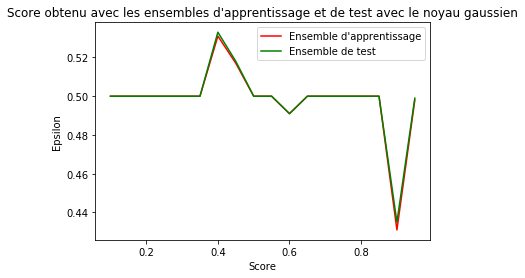 Score obtenu avec les ensembles d'apprentissage et de test avec le noyau gaussien
Ensemble d'apprentissage
Ensemble de test
Epsilon
0.52
0.50
0.48
0.46
0.44
0.2
0.4
0.6
0.8
Score